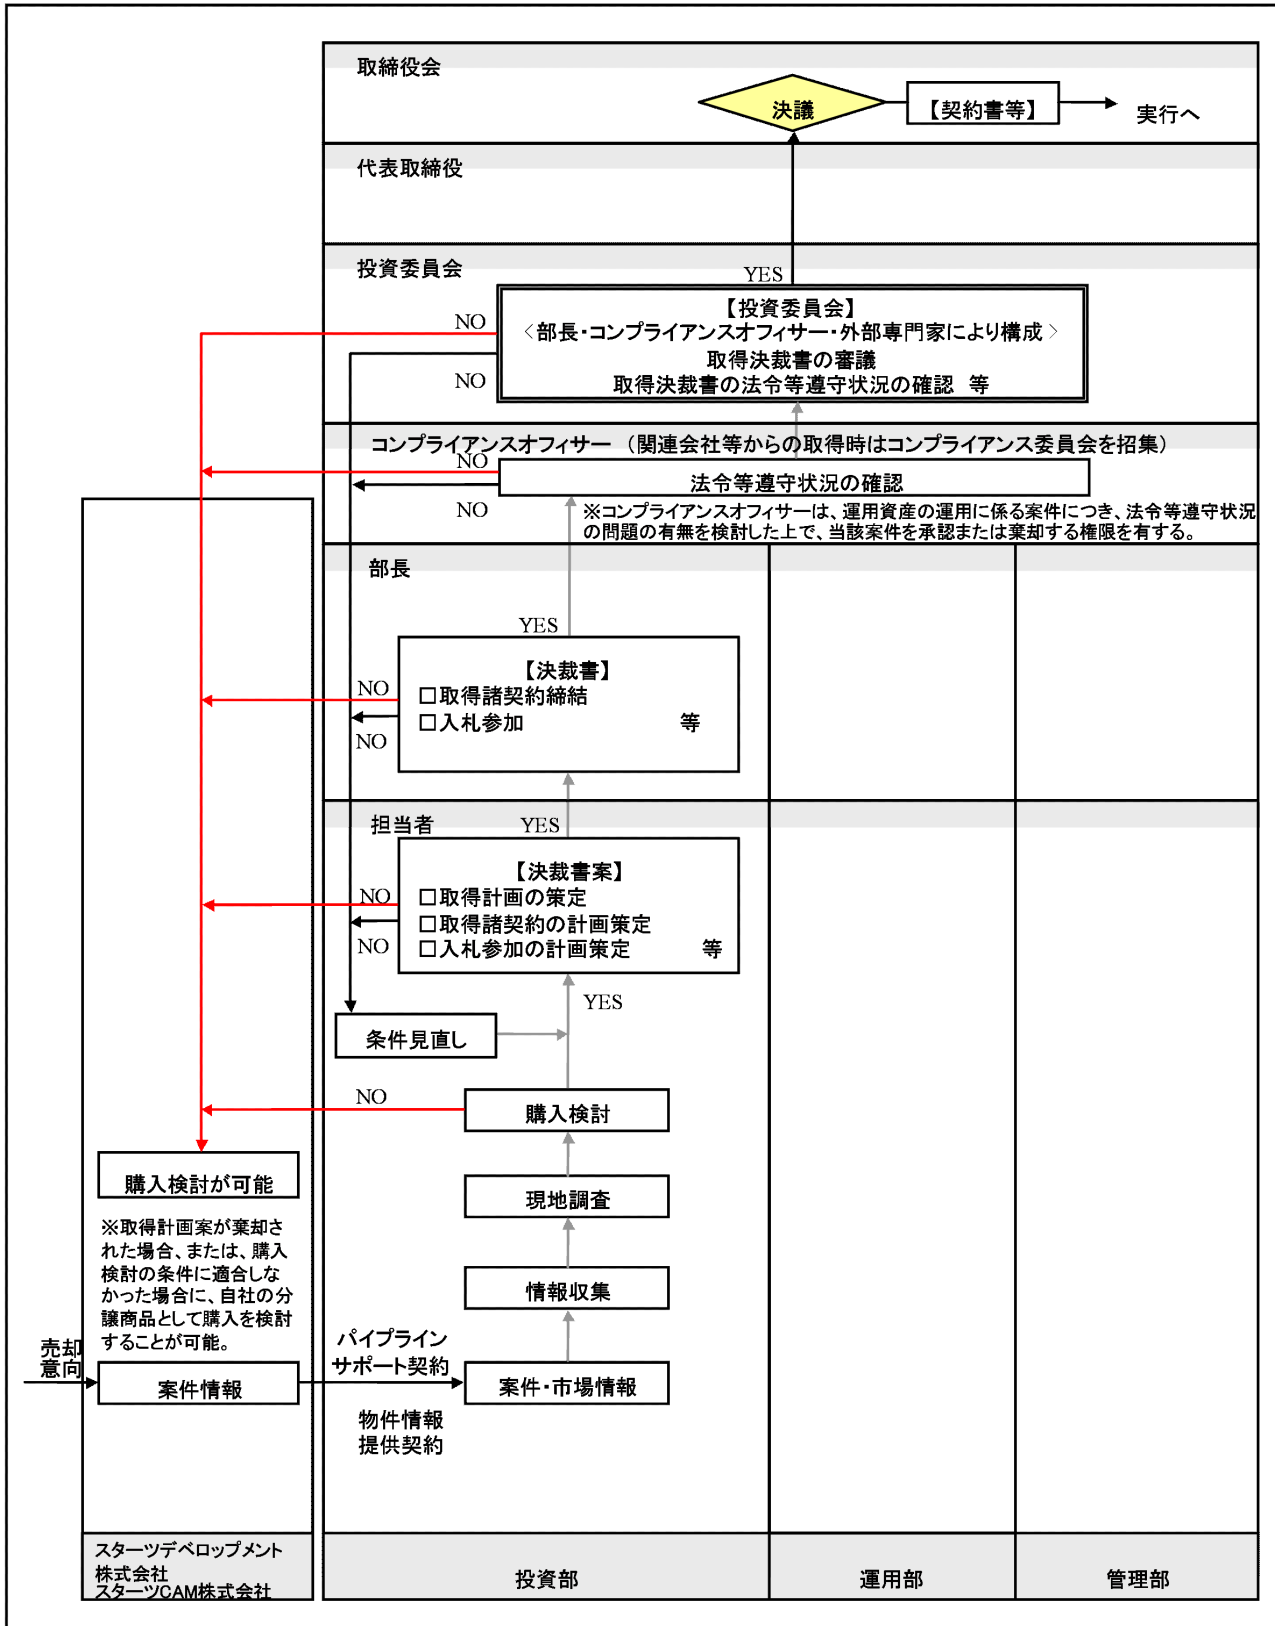 取締役会
決議
【契約書等】
実行へ
代表取締役
投資委員会
YES
【投資委員会】
＜部長・コンプライアンスオフィサー・外部専門家により構成＞
取得決裁書の審議
取得決裁書の法令等遵守状況の確認 等
NO
NO
コンプライアンスオフィサー （関連会社等からの取得時はコンプライアンス委員会を招集）
NO
法令等遵守状況の確認
NO
※コンプライアンスオフィサーは、運用資産の運用に係る案件につき、法令等遵守状況
の問題の有無を検討した上で、当該案件を承認または棄却する権限を有する。
部長
YES
【決裁書】
□取得諸契約締結
□入札参加 等
NO
NO
担当者
YES
【決裁書案】
□取得計画の策定
□取得諸契約の計画策定
□入札参加の計画策定 等
NO
NO
YES
条件見直し
NO
購入検討
購入検討が可能
現地調査
※取得計画案が棄却さ
れた場合、または、購入
検討の条件に適合しな
かった場合に、自社の分
譲商品として購入を検討
することが可能。
情報収集
売却
意向
案件情報
パイプライン
サポート契約
案件・市場情報
物件情報
提供契約
スターツデベロップメント
株式会社
スターツCAM株式会社
投資部
運用部
管理部